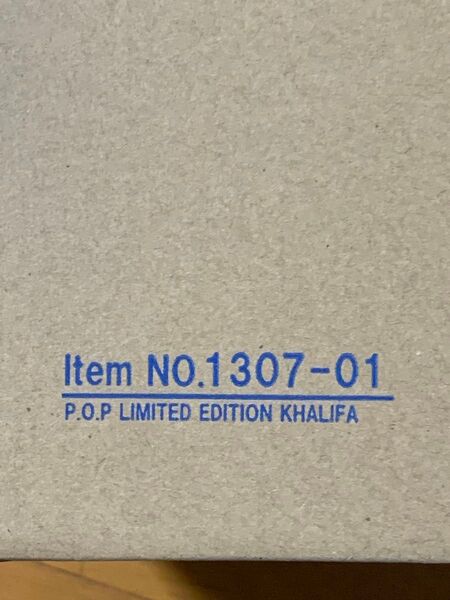 Item NO.1307-01
P.O.P LIMITED EDITION KHALIFA